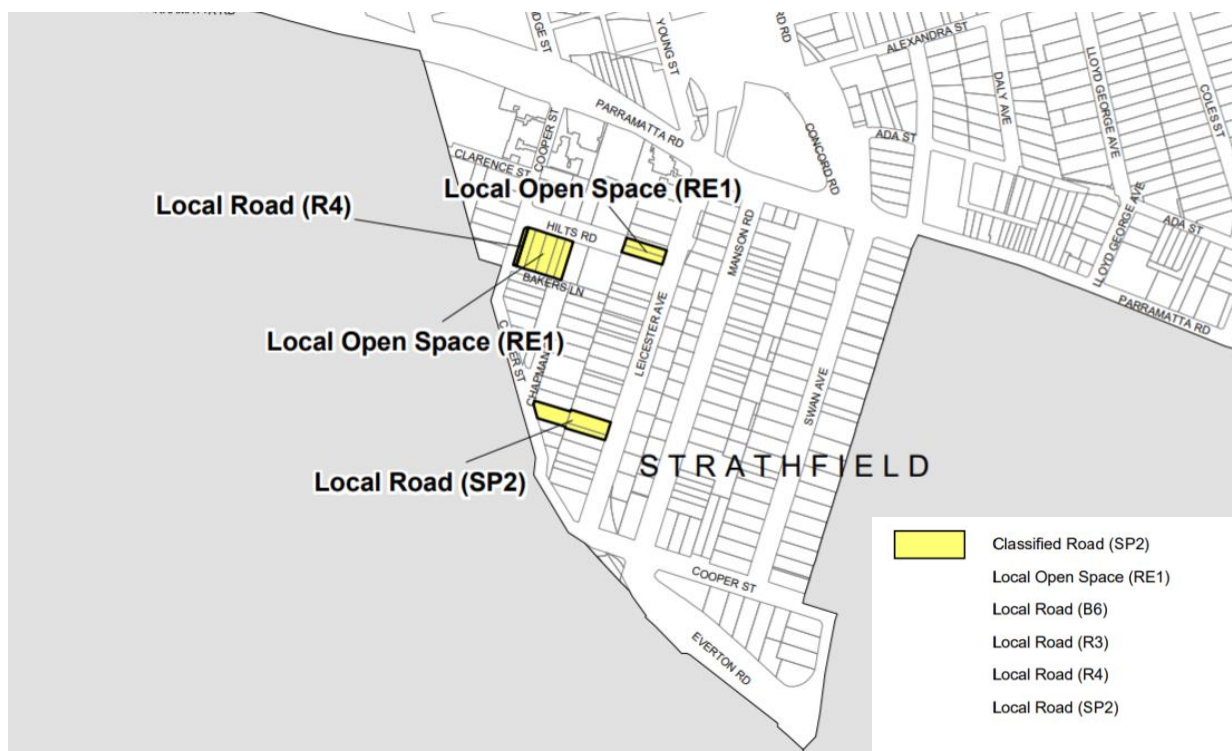 YOUNG ST
ALEXANDRA ST
DALY AVE
LLOYD GEORGE AVE
COLES ST
PARRAMATTA RD
CONCORD RD
ADA ST
COOPER ST
CLARENCE ST
Local Open Space (RE1)
Local Road (R4)
HILTS RD
MANSON RD
ADA ST
LLOYD GEORGE AVE
PARRAMATTA RD
BAKERS LN
Local Open Space (RE1)
LEICESTER AVE
CHAPMAN
SWAN AVE
STRATHFIELD
Local Road (SP2)
COOPER ST
EVERTON RD
Classified Road (SP2)
Local Open Space (RE1)
Local Road (B6)
Local Road (R3)
Local Road (R4)
Local Road (SP2)